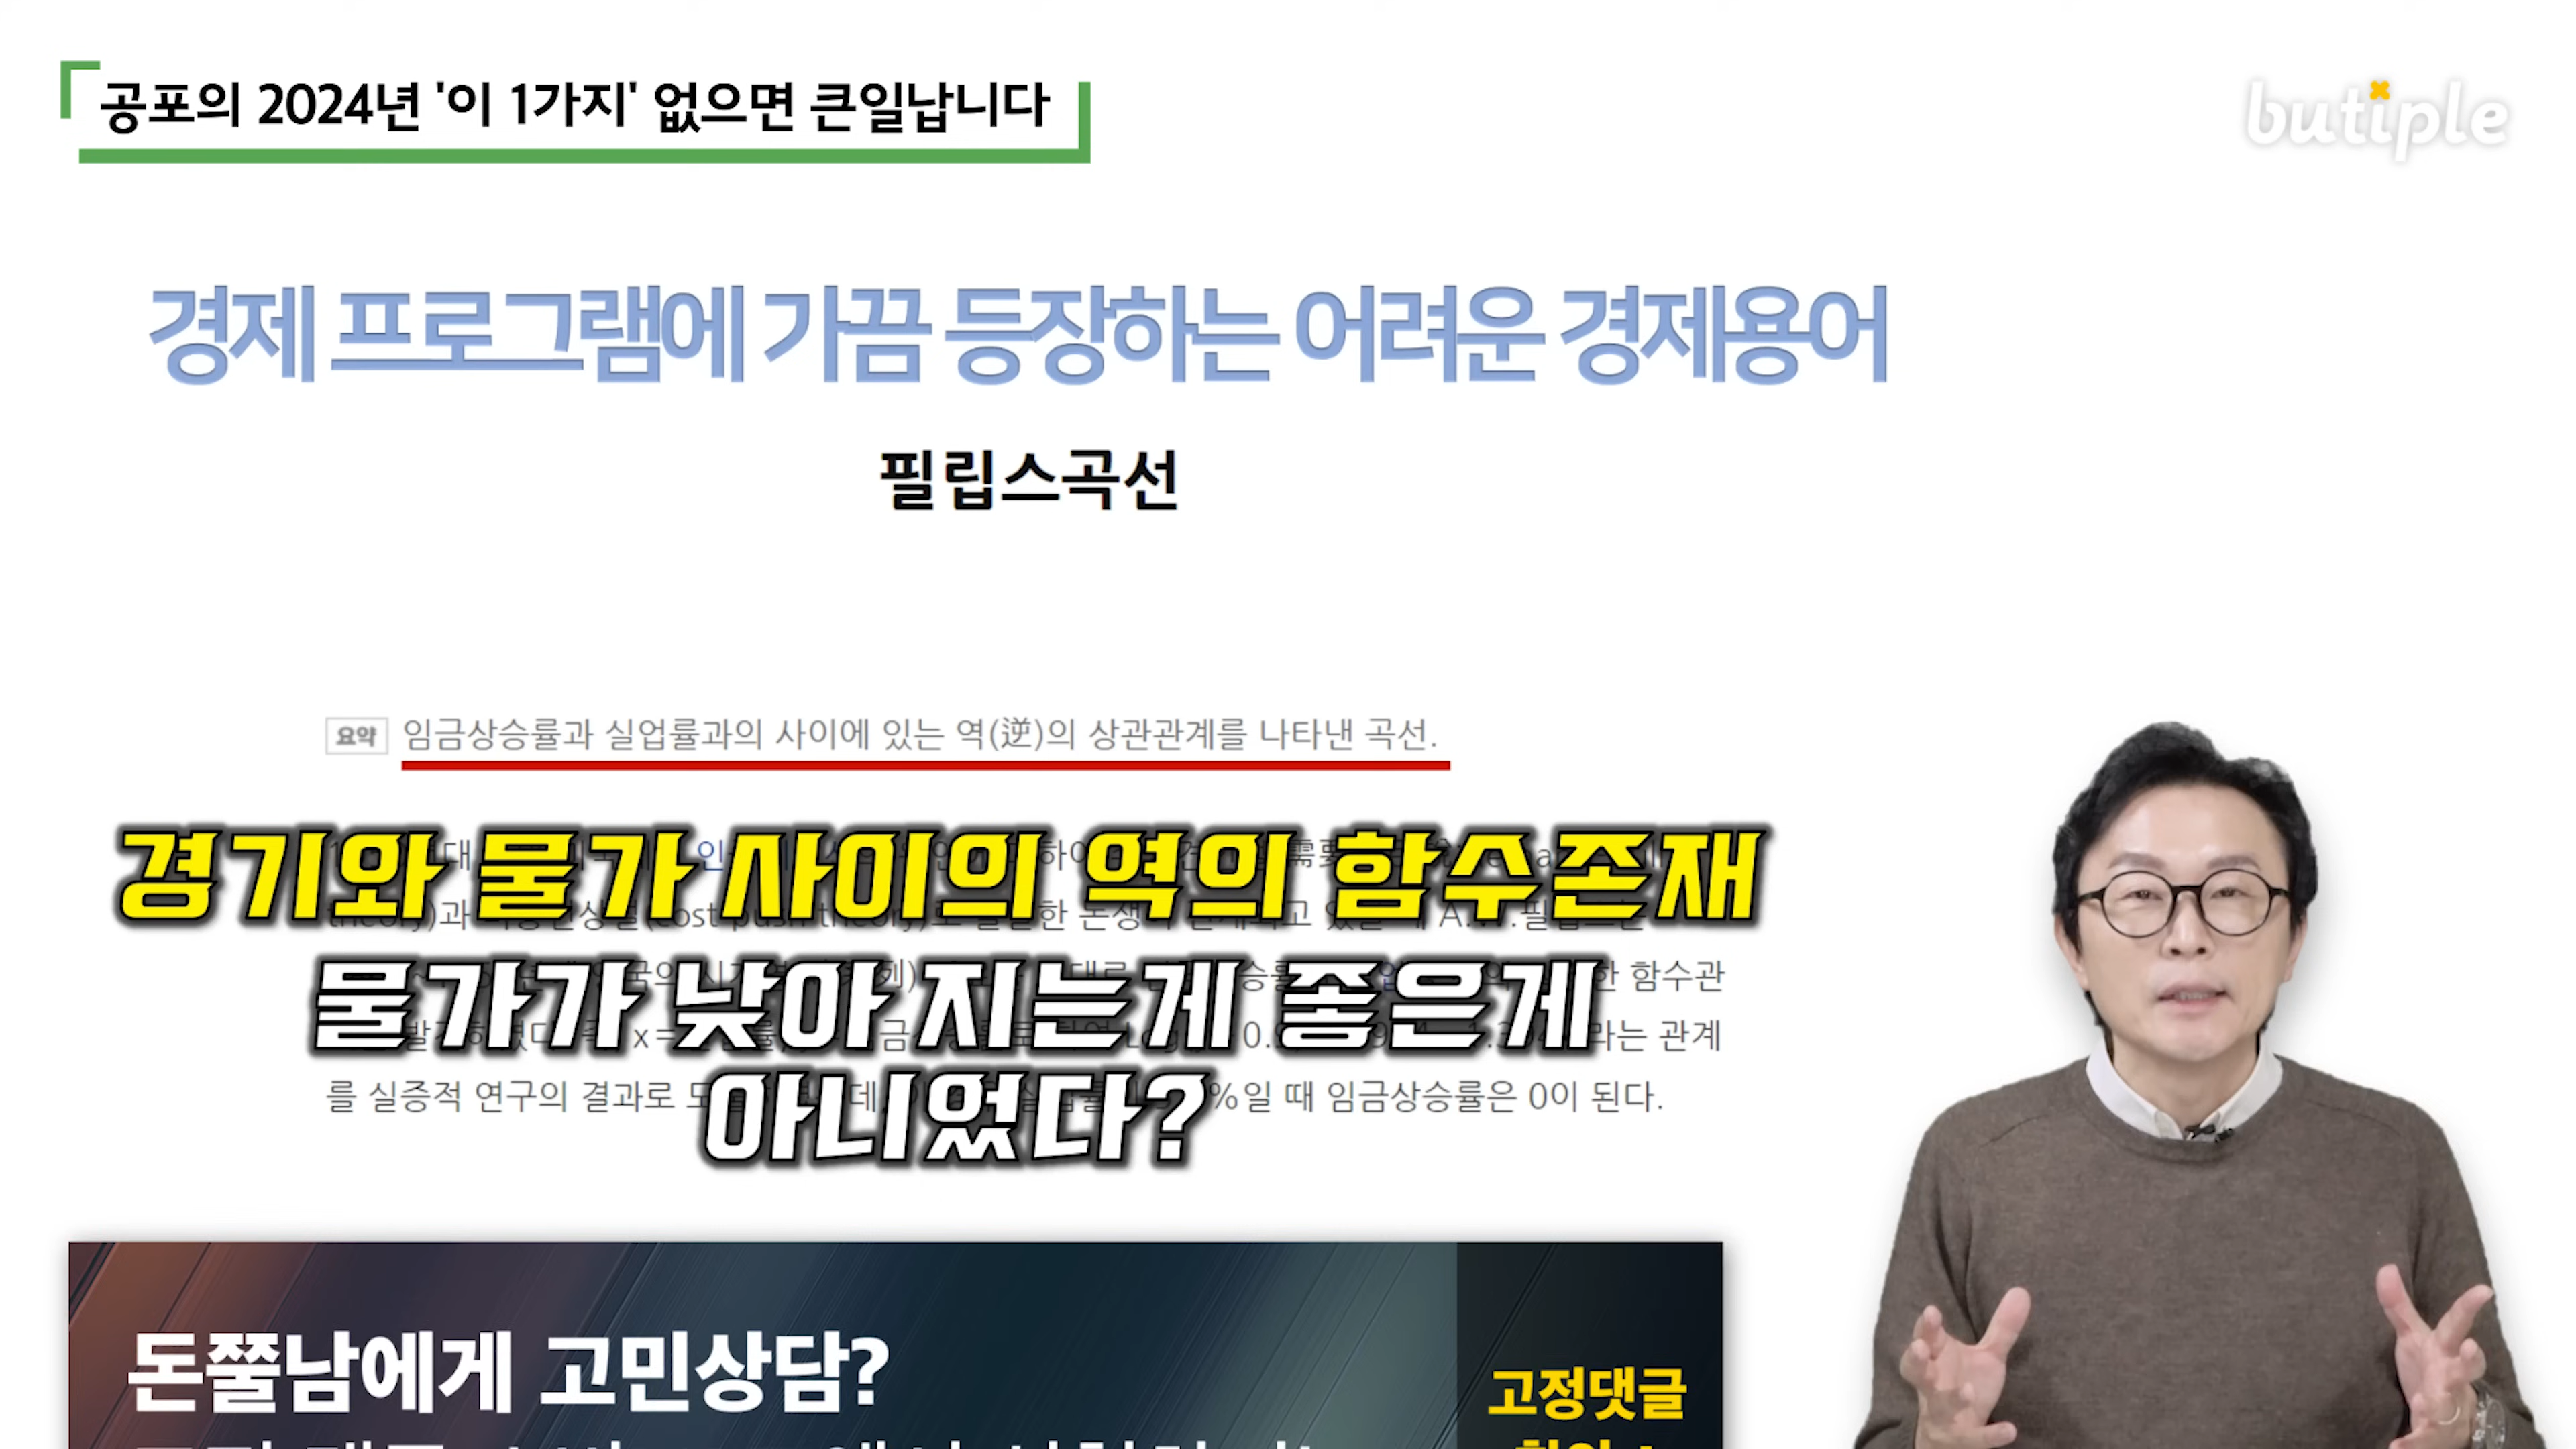 공포의 2024년 '이 1가지' 없으면 큰일납니다
butiple
경제 프로그램에 가끔 등장하는 어려운 경제용어
필립스곡선
요약 임금상승률과 실업률과의 사이에 있는 역(逆)의 상관관계를 나타낸 곡선.
경기와 물가 사이의 역의 함수존재
물가가 낮아 지는게 좋은게
아니었다?
함수관
라는 관계
를 실증적 연구의 결과로 %일 때 임금상승률은 0이 된다.
돈쭐남에게 고민상담?
고정댓글